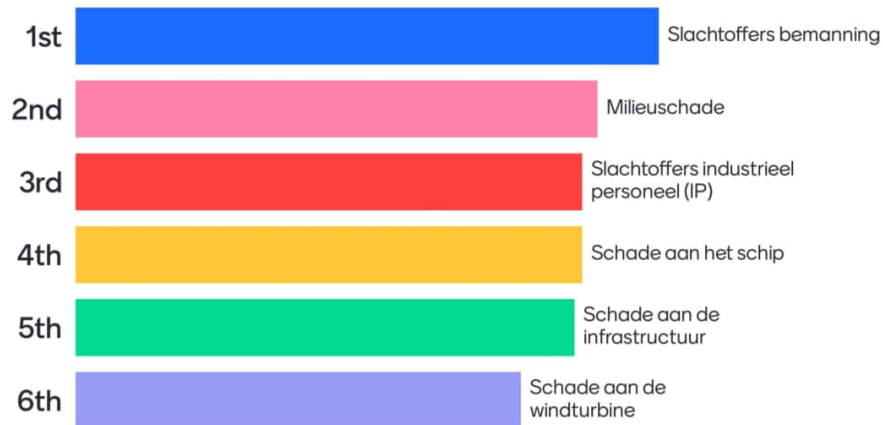 1st
Slachtoffers bemanning
2nd
Milieuschade
3rd
Slachtoffers industrieel
personeel (IP)
4th
Schade aan het schip
5th
Schade aan de
infrastructuur
6th
Schade aan de
windturbine